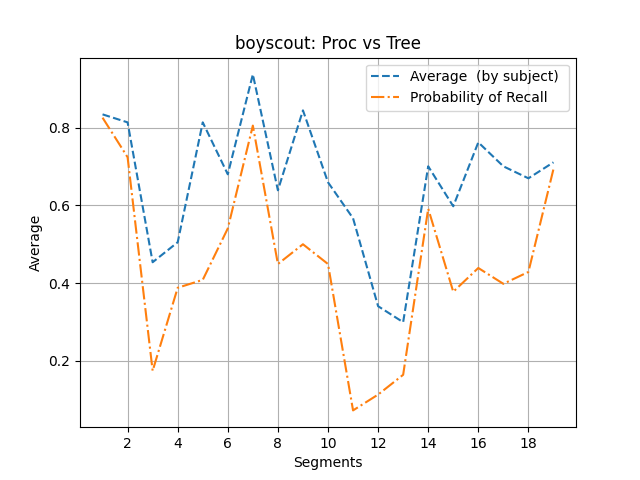 boyscout: Proc vs Tree
Average (by subject)
Probability of Recall
Average
0.8
0.6
0.4
0.2
2 4 6 8 10 12 14 16 18
Segments